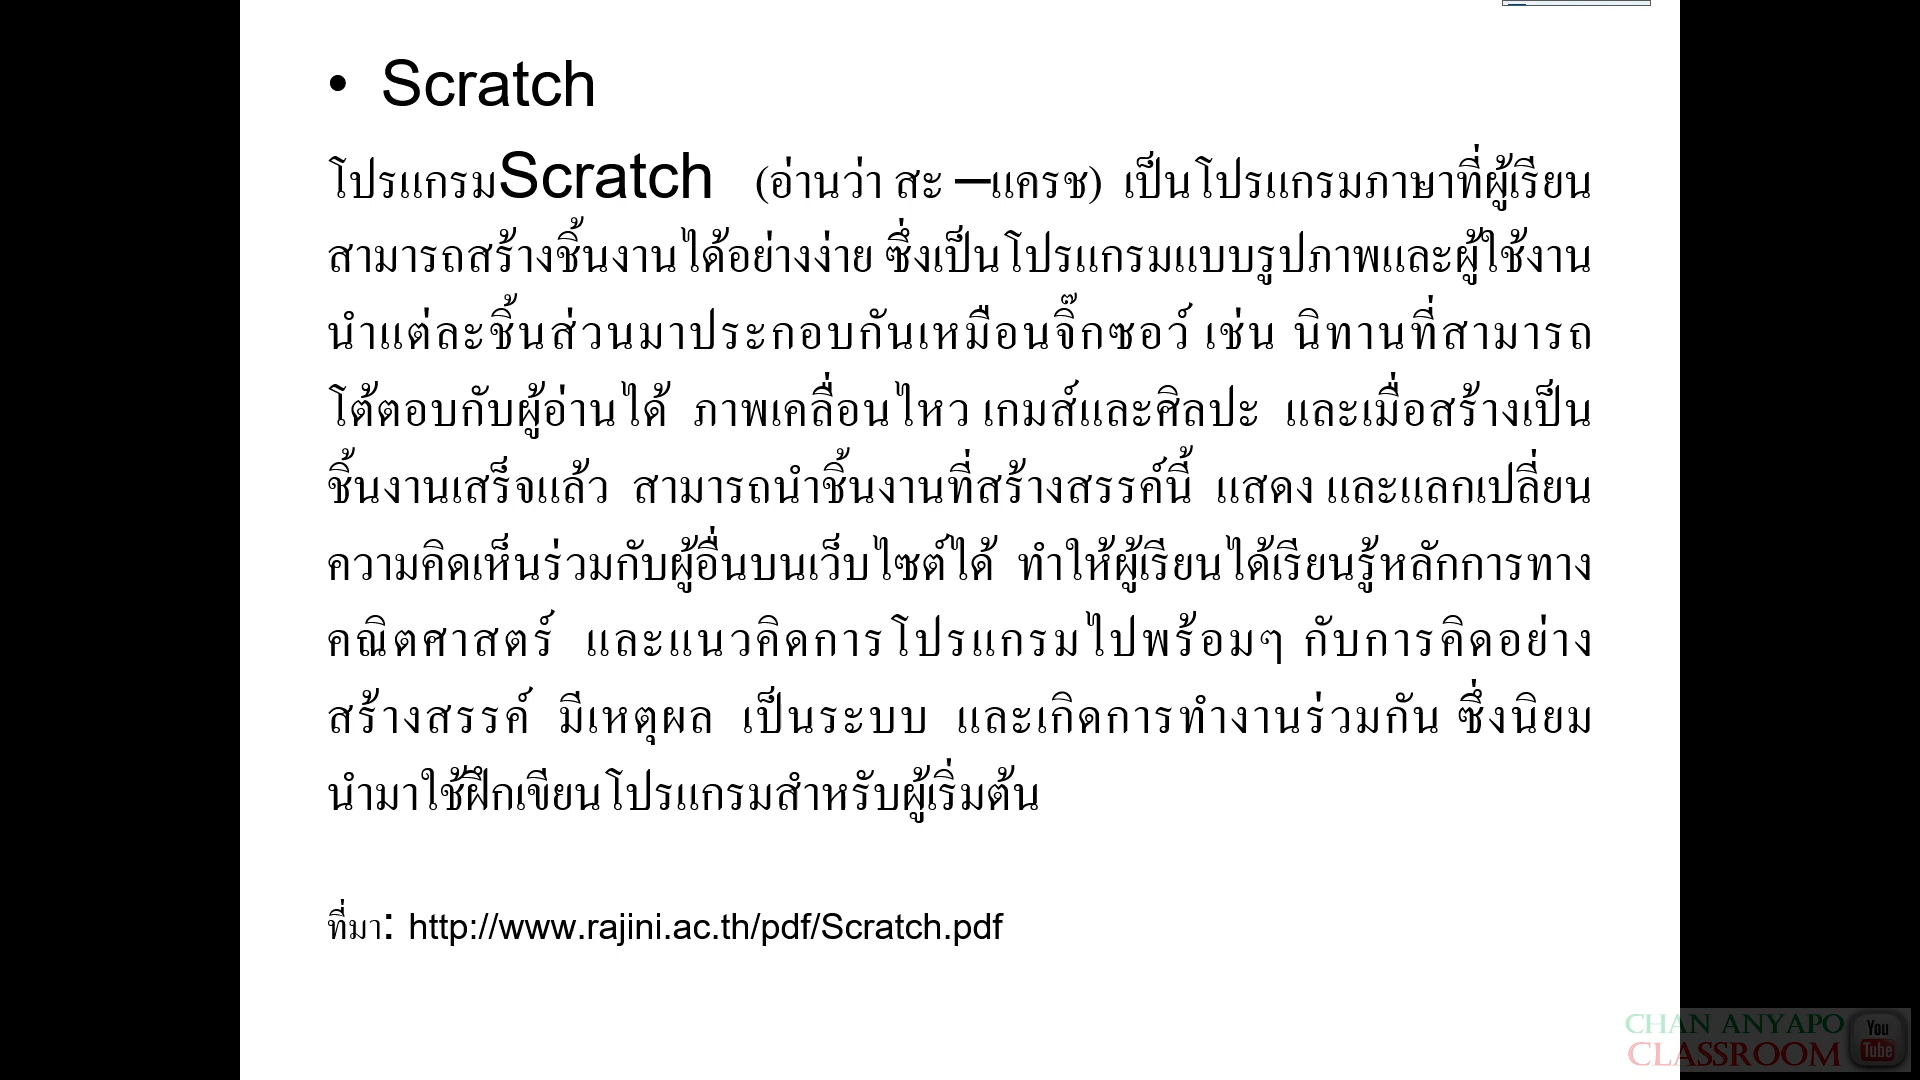 • Scratch
โปรแกรมScratch (อ่านว่า สะ –แครช) เป็นโปรแกรมภาษาที่ผู้เรียน
สามารถสร้างชิ้นงานได้อย่างง่าย ซึ่งเป็นโปรแกรมแบบรูปภาพและผู้ใช้งาน
นำแต่ละชิ้นส่วนมาประกอบกันเหมือนจิ๊กซอว์ เช่น นิทานที่สามารถ
โต้ตอบกับผู้อ่านได้ ภาพเคลื่อนไหว เกมส์และศิลปะ และเมื่อสร้างเป็น
ชิ้นงานเสร็จแล้ว สามารถนำชิ้นงานที่สร้างสรรค์นี้ แสดง และแลกเปลี่ยน
ความคิดเห็นร่วมกับผู้อื่นบนเว็บไซต์ได้ ทำให้ผู้เรียนได้เรียนรู้หลักการทาง
คณิตศาสตร์ และแนวคิดการโปรแกรมไปพร้อมๆ กับการคิดอย่าง
สร้างสรรค์ มีเหตุผล เป็นระบบ และเกิดการทำงานร่วมกัน ซึ่งนิยม
นำมาใช้ฝึกเขียนโปรแกรมสำหรับผู้เริ่มต้น
ที่มา: http://www.rajini.ac.th/pdf/Scratch.pdf
CHAN ANYAPO
CLASSROOM
You
Tube